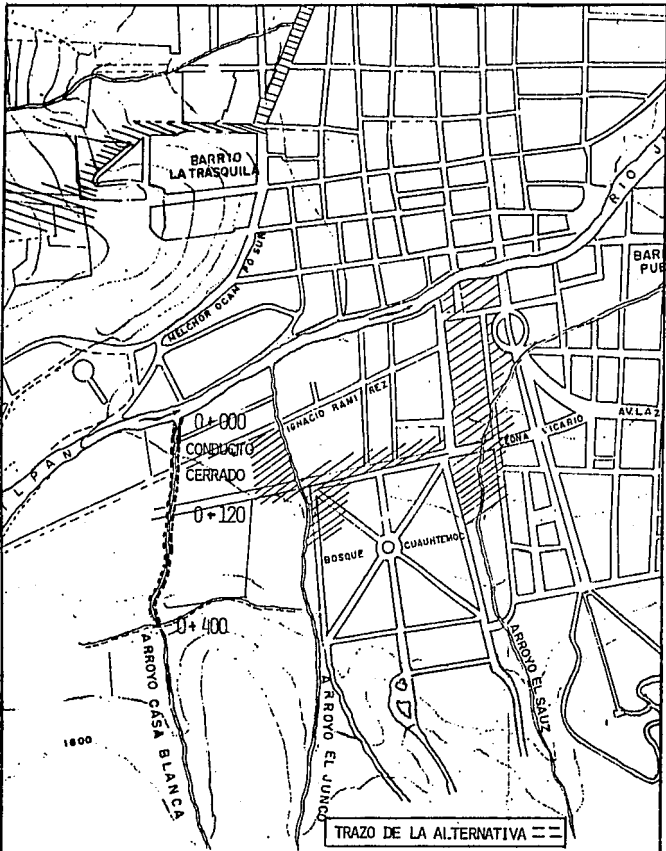 BARRIO
LA TRASQUILA
RIO J
BAR
PUE
MELCHOR OCAMPO SUR
0+000
CONDUCTO
CERRADO
IGNACIO RAMIREZ
AV. LAZ
LEONA VICARIO
ALPAN
0+120
BOSQUE CUAUHTEMOC
0+400
ARROYO CASA BLANCA
ARROYO EL JUNCO
ARROYO EL SAUZ
1800
TRAZO DE LA ALTERNATIVA